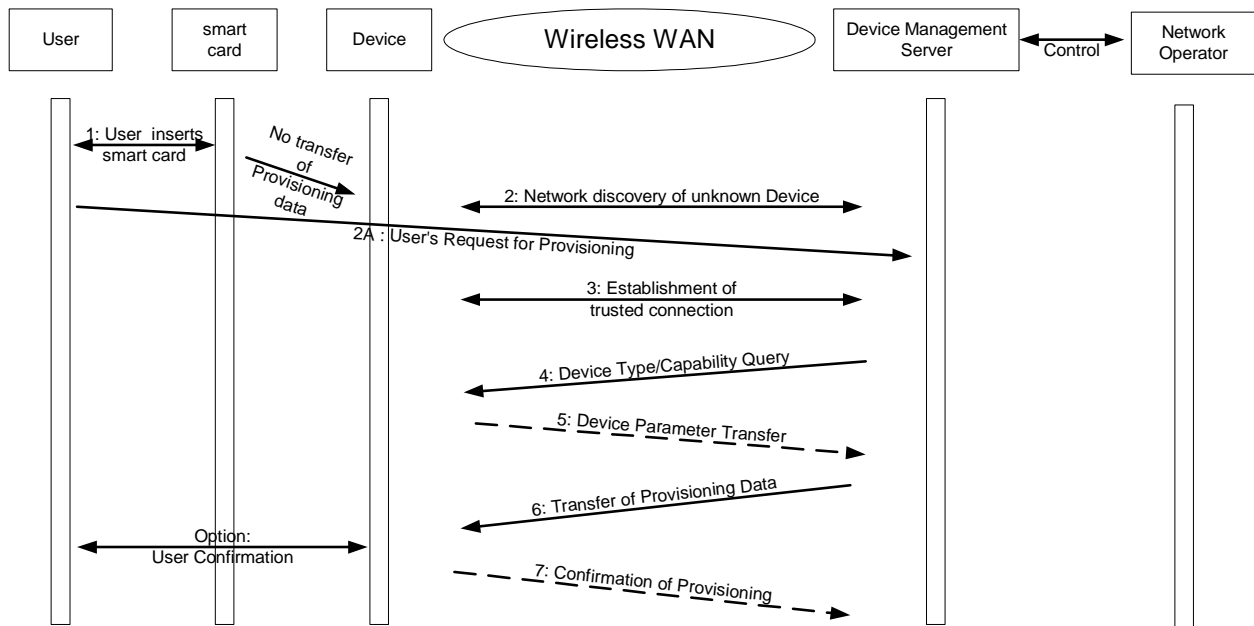 User
smart
card
Device
Wireless WAN
Device Management
Server
Control
Network
Operator
1: User inserts
smart card
No transfer
of
Provisioning
data
2: Network discovery of unknown Device
2A : User's Request for Provisioning
3: Establishment of
trusted connection
4: Device Type/Capability Query
5: Device Parameter Transfer
6: Transfer of Provisioning Data
Option:
User Confirmation
7: Confirmation of Provisioning